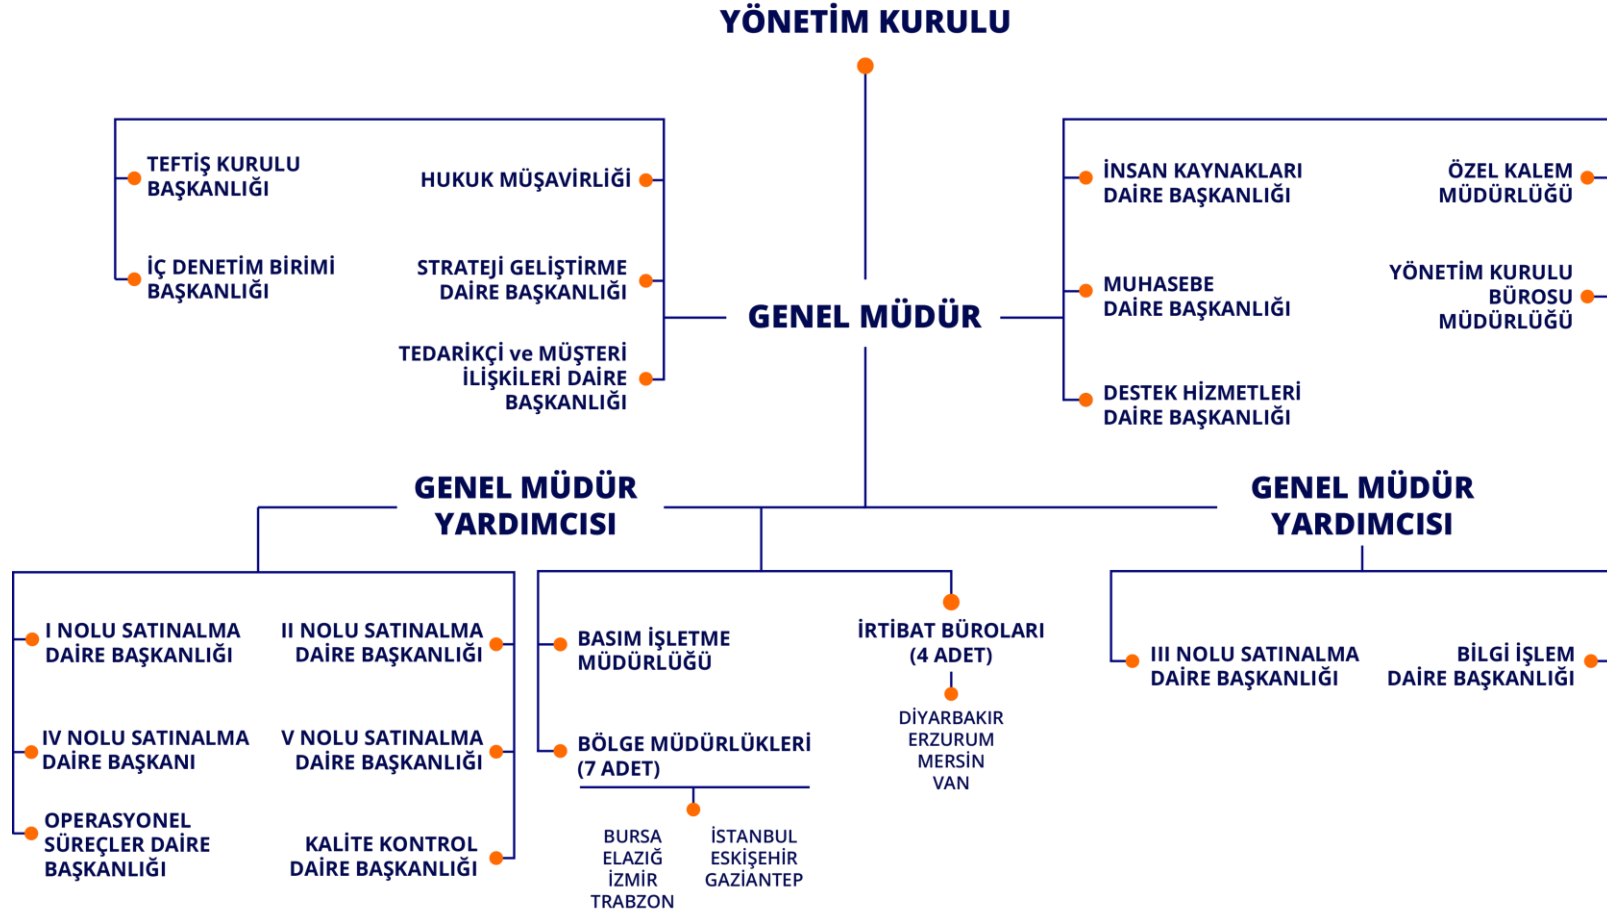 YÖNETİM KURULU
TEFTİŞ KURULU
BAŞKANLIĞI
İÇ DENETİM BİRİMİ
BAŞKANLIĞI
HUKUK MÜŞAVİRLİĞİ
STRATEJİ GELİŞTİRME
DAİRE BAŞKANLIĞI
TEDARİKÇİ ve MÜŞTERİ
İLİŞKİLERİ DAİRE
BAŞKANLIĞI
GENEL MÜDÜR
İNSAN KAYNAKLARI
DAİRE BAŞKANLIĞI
MUHASEBE
DAİRE BAŞKANLIĞI
DESTEK HİZMETLERİ
DAİRE BAŞKANLIĞI
ÖZEL KALEM
MÜDÜRLÜĞÜ
YÖNETİM KURULU
BÜROSU
MÜDÜRLÜĞÜ
GENEL MÜDÜR
YARDIMCISI
I NOLU SATINALMA
DAİRE BAŞKANLIĞI
II NOLU SATINALMA
DAİRE BAŞKANLIĞI
IV NOLU SATINALMA
DAİRE BAŞKANI
V NOLU SATINALMA
DAİRE BAŞKANLIĞI
OPERASYONEL
SÜREÇLER DAİRE
BAŞKANLIĞI
KALİTE KONTROL
DAİRE BAŞKANLIĞI
BASIM İŞLETME
MÜDÜRLÜĞÜ
BÖLGE MÜDÜRLÜKLERİ
(7 ADET)
BURSA
ELAZIĞ
İZMİR
TRABZON
İSTANBUL
ESKİŞEHİR
GAZİANTEP
İRTİBAT BÜROLARI
(4 ADET)
DİYARBAKIR
ERZURUM
MERSİN
VAN
GENEL MÜDÜR
YARDIMCISI
III NOLU SATINALMA
DAİRE BAŞKANLIĞI
BİLGİ İŞLEM
DAİRE BAŞKANLIĞI